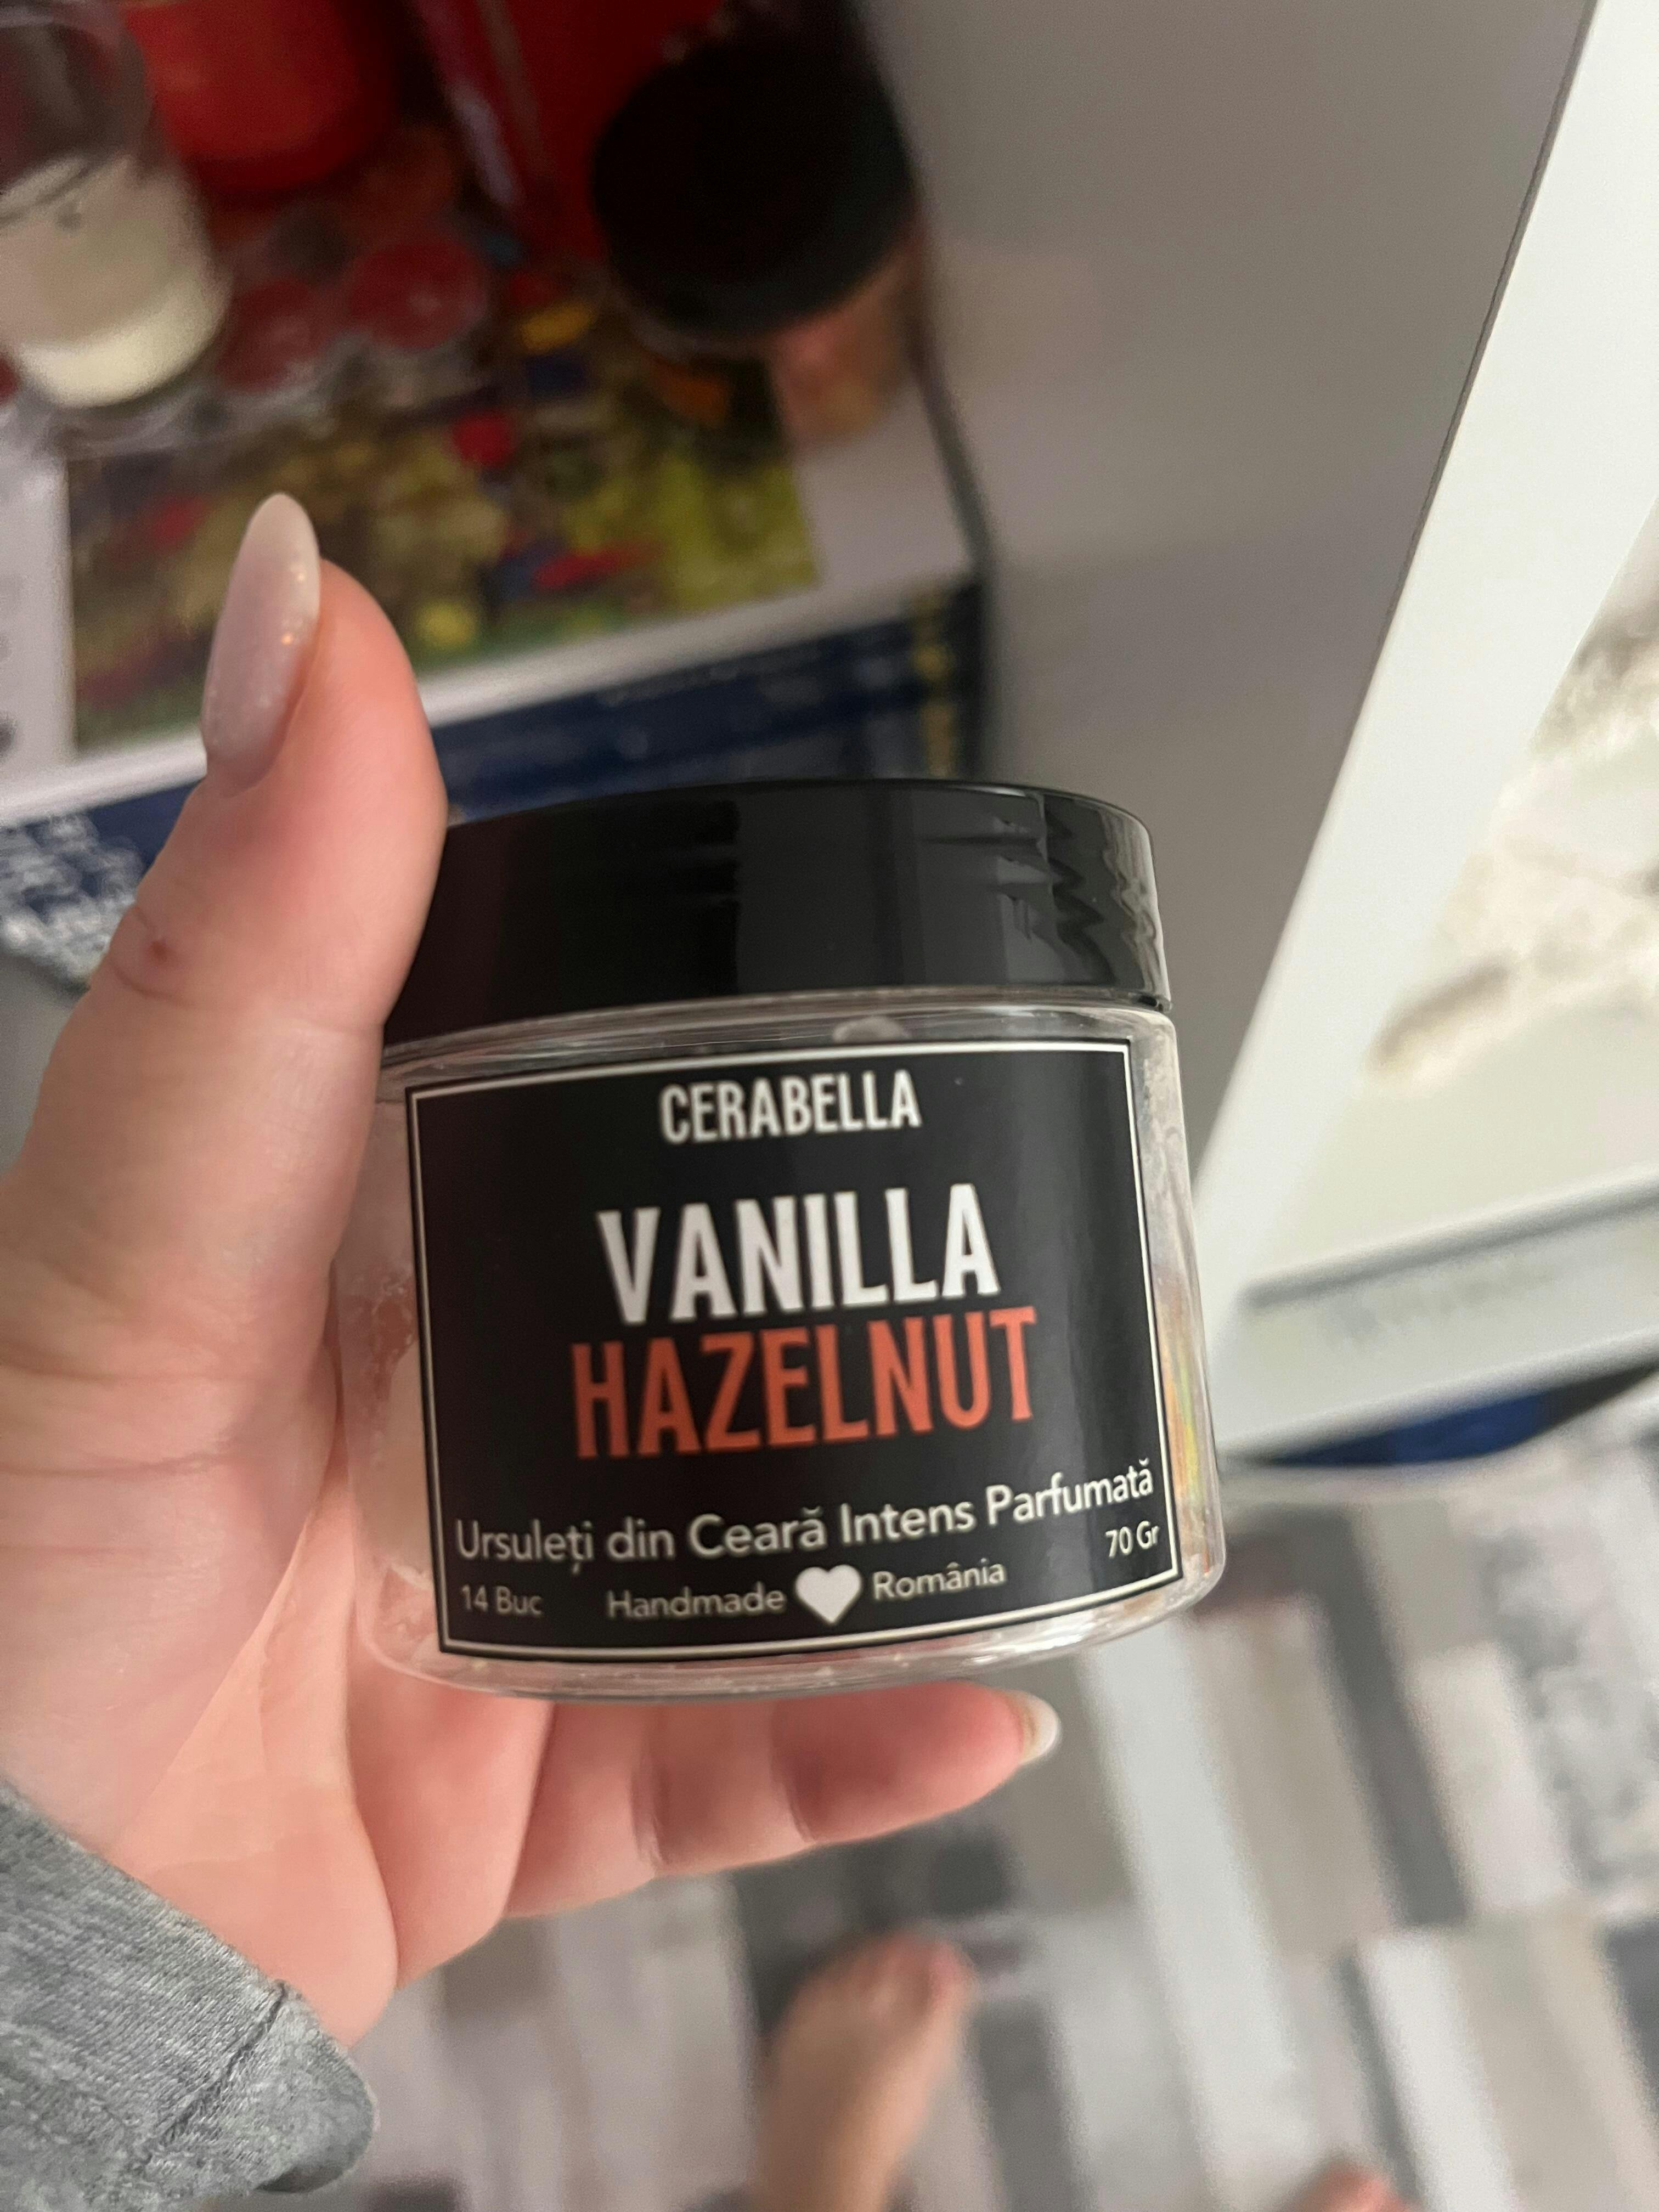 CERABELLA
VANILLA
HAZELNUT
Ursuleți din Ceară Intens Parfumată
70 Gr
14 Buc Handmade România